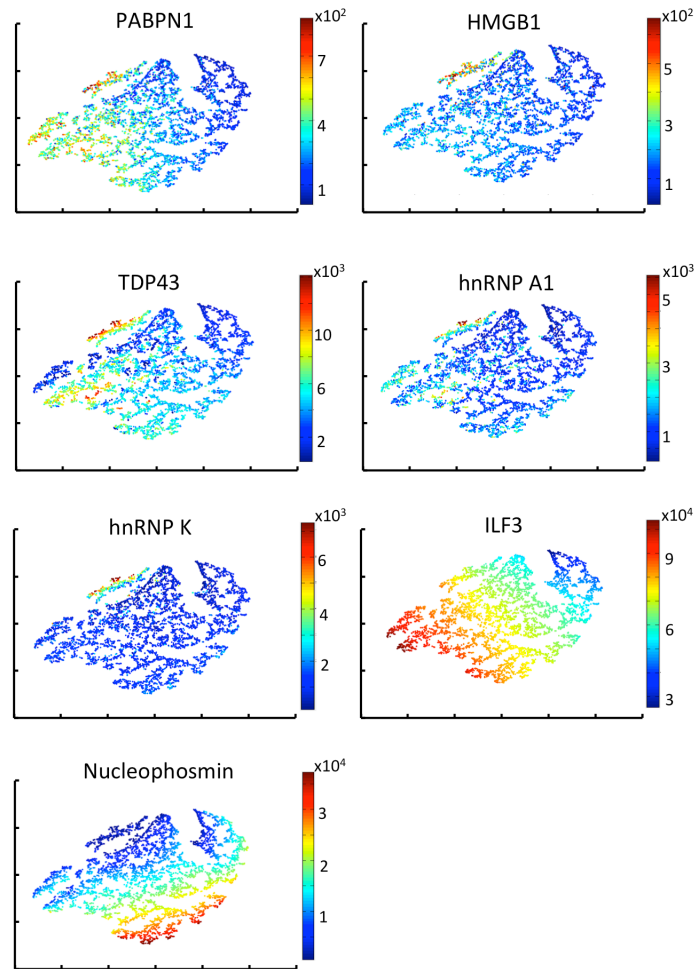 PABPN1
x10²
7
4
1
HMGB1
x10²
5
3
1
TDP43
x10³
10
6
2
hnRNP A1
x10³
5
3
1
hnRNP K
x10³
6
4
2
ILF3
x10⁴
9
6
3
Nucleophosmin
x10⁴
3
2
1